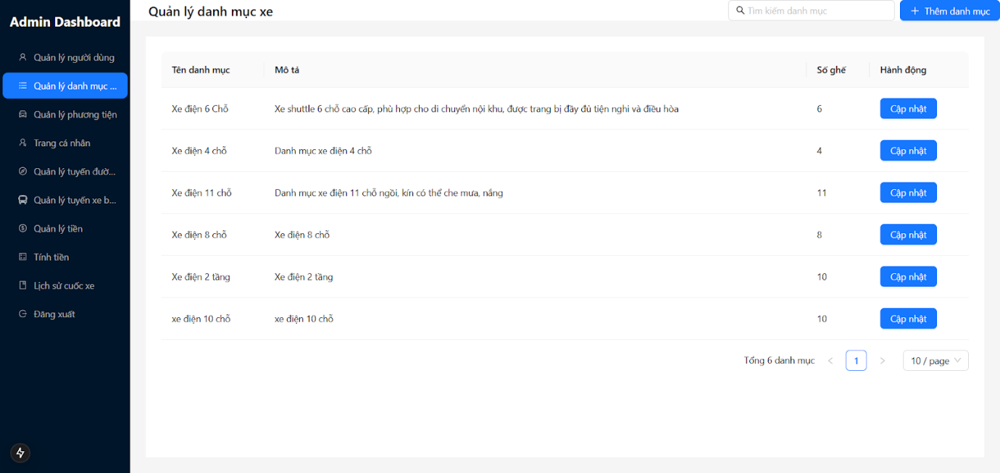 Admin Dashboard
Quản lý người dùng
Quản lý danh mục ...
Quản lý phương tiện
Trang cá nhân
Quản lý tuyến đườ...
Quản lý tuyến xe b...
Quản lý tiền
Tính tiền
Lịch sử cuốc xe
Đăng xuất
Quản lý danh mục xe
Tìm kiếm danh mục
+ Thêm danh mục
Tên danh mục Mô tả Số ghế Hành động
Xe điện 6 Chỗ Xe shuttle 6 chỗ cao cấp, phù hợp cho di chuyển nội khu, được trang bị đầy đủ tiện nghi và điều hòa 6 Cập nhật
Xe điện 4 chỗ Danh mục xe điện 4 chỗ 4 Cập nhật
Xe điện 11 chỗ Danh mục xe điện 11 chỗ ngồi, kín có thể che mưa, nắng 11 Cập nhật
Xe điện 8 chỗ Xe điện 8 chỗ 8 Cập nhật
Xe điện 2 tầng Xe điện 2 tầng 10 Cập nhật
xe điện 10 chỗ xe điện 10 chỗ 10 Cập nhật
Tổng 6 danh mục < 1 > 10 / page